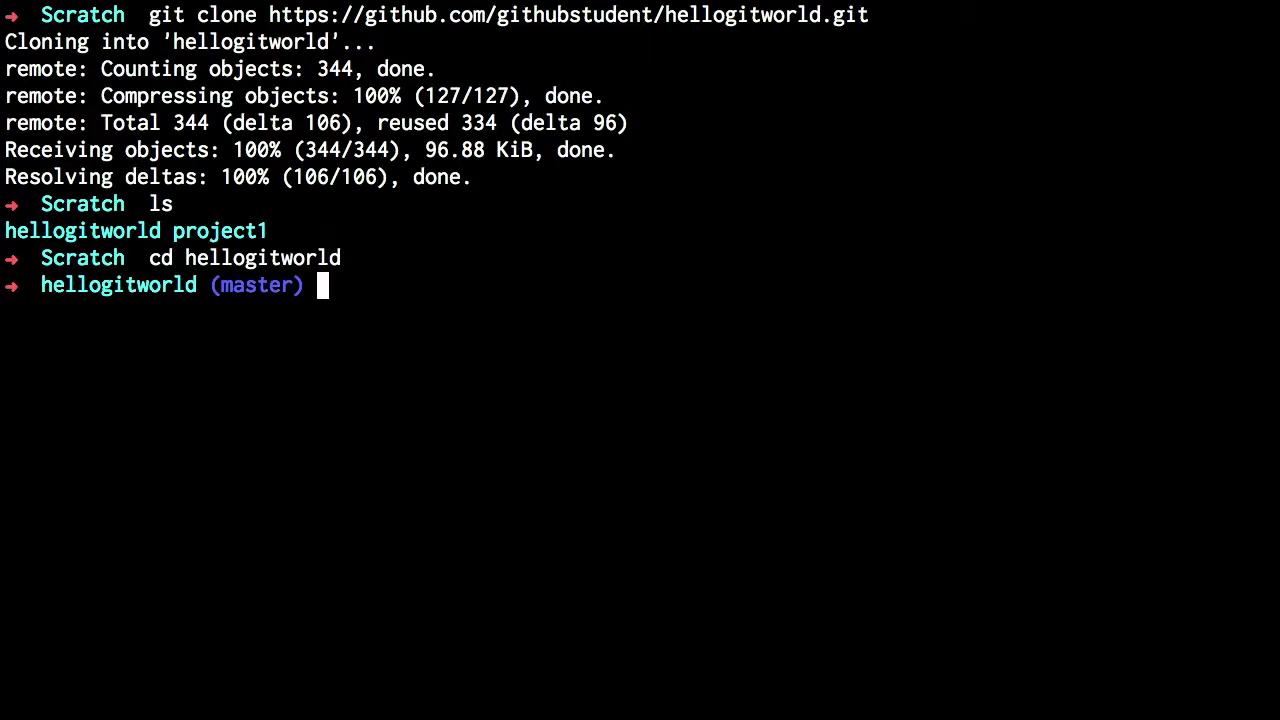 ➜  Scratch  git clone https://github.com/githubstudent/hellogitworld.git
Cloning into 'hellogitworld'...
remote: Counting objects: 344, done.
remote: Compressing objects: 100% (127/127), done.
remote: Total 344 (delta 106), reused 334 (delta 96)
Receiving objects: 100% (344/344), 96.88 KiB, done.
Resolving deltas: 100% (106/106), done.
➜  Scratch  ls
hellogitworld project1
➜  Scratch  cd hellogitworld
➜  hellogitworld (master)